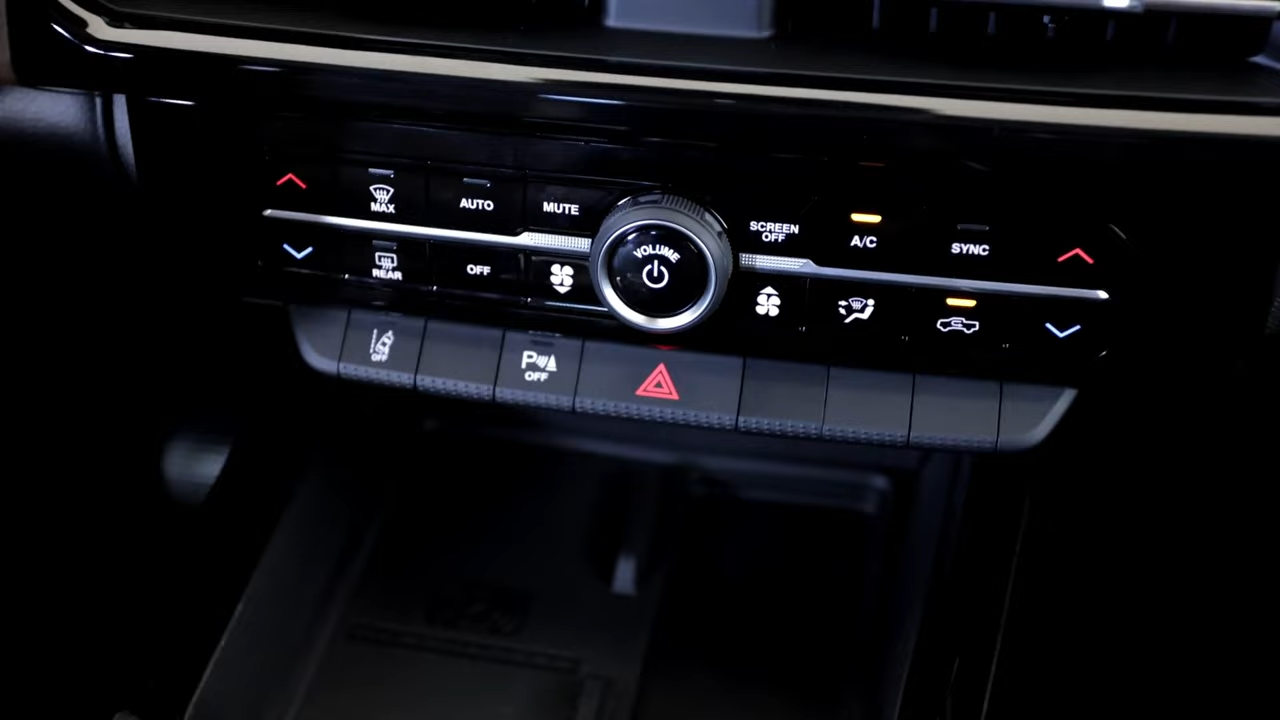 MAX
AUTO
MUTE
VOLUME
SCREEN
OFF
A/C
SYNC
REAR
OFF
OFF
P
OFF